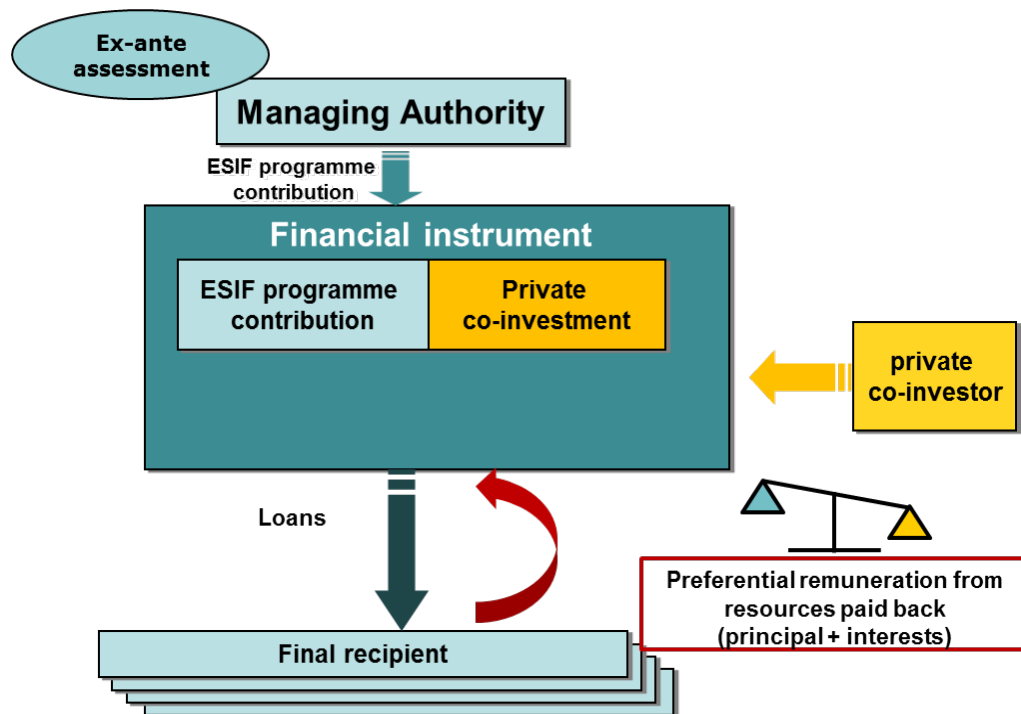 Ex-ante
assessment
Managing Authority
ESIF programme
contribution
Financial instrument
ESIF programme
contribution
Private
co-investment
private
co-investor
Loans
Preferential remuneration from
resources paid back
(principal + interests)
Final recipient